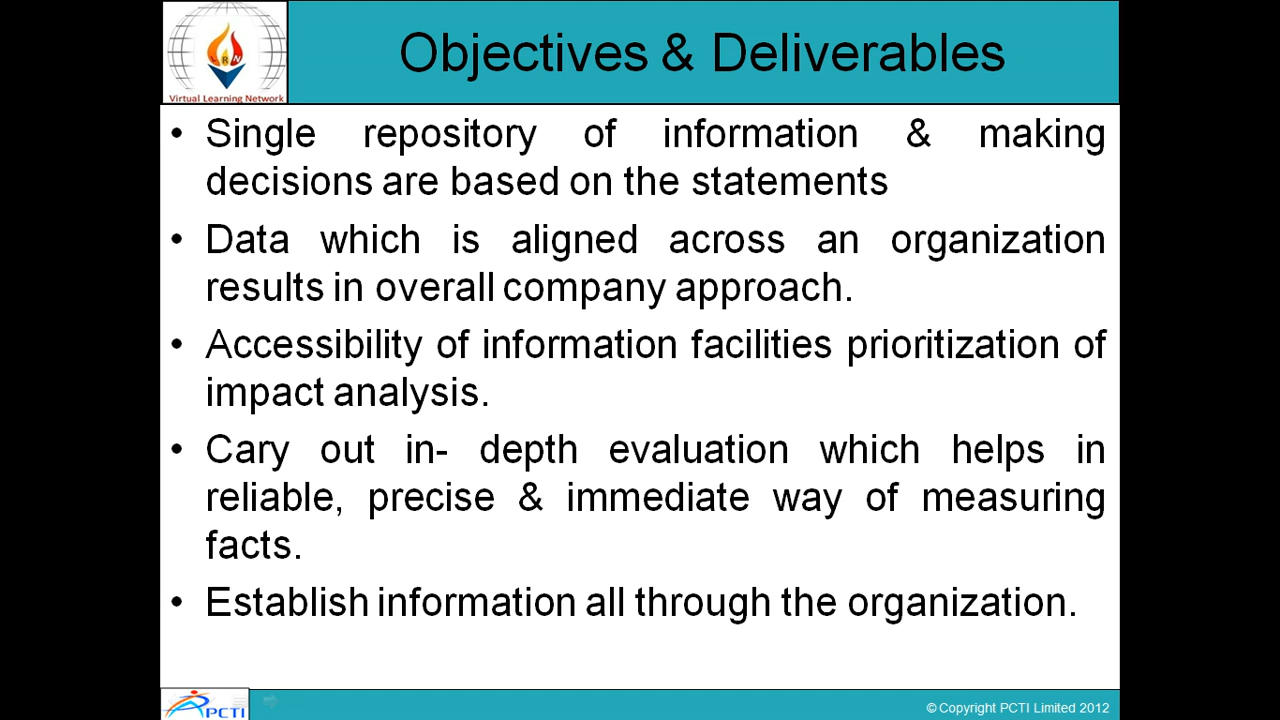 Objectives & Deliverables
Virtual Learning Network
• Single repository of information & making
decisions are based on the statements
• Data which is aligned across an organization
results in overall company approach.
• Accessibility of information facilities prioritization of
impact analysis.
• Cary out in- depth evaluation which helps in
reliable, precise & immediate way of measuring
facts.
• Establish information all through the organization.
PCTI
© Copyright PCTI Limited 2012